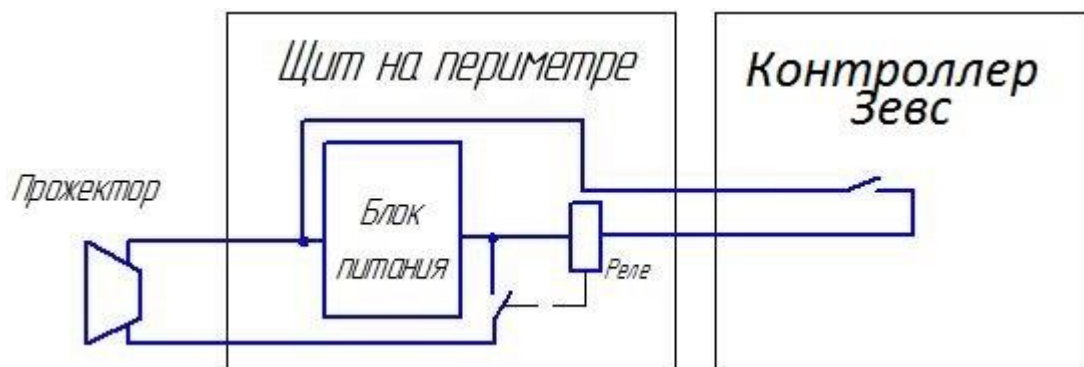 Щит на периметре
Контроллер
Зевс
Прожектор
Блок
питания
Реле